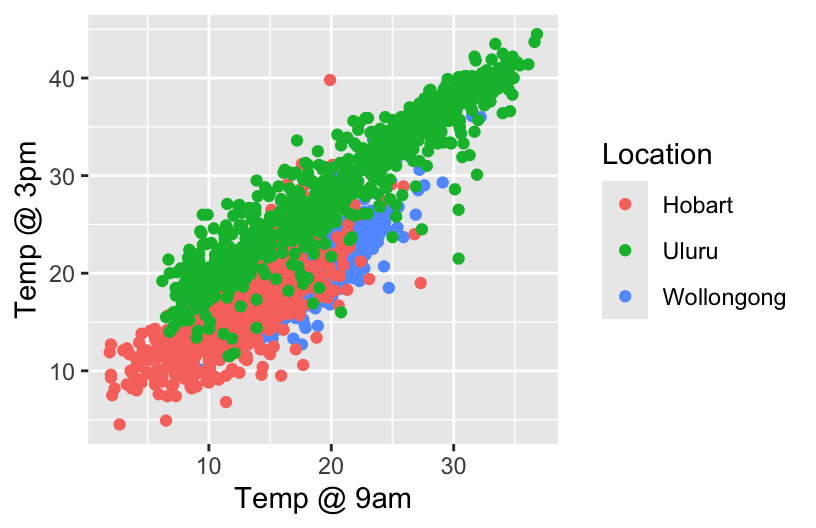 Temp @ 3pm
40
30
20
10
10 20 30
Temp @ 9am
Location
Hobart
Uluru
Wollongong